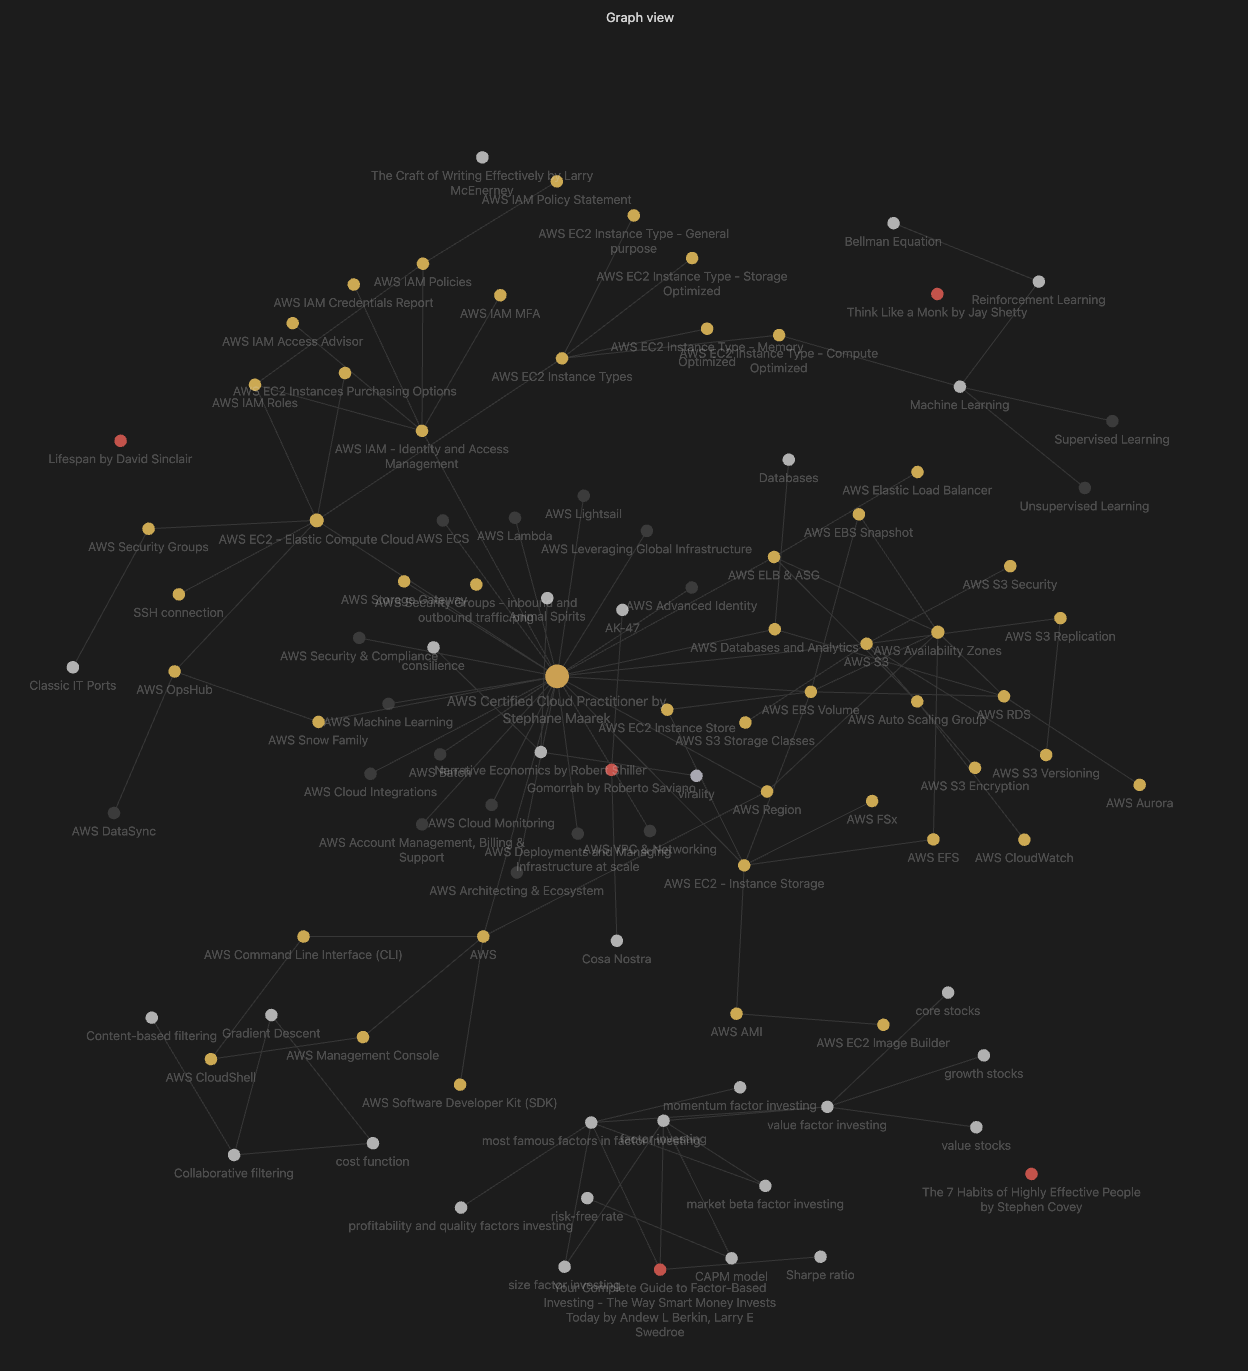 Graph view
The Craft of Writing Effectively by Larry
McEnerney
AWS IAM Policy Statement
AWS EC2 Instance Type - General
purpose
Bellman Equation
AWS IAM Policies
AWS EC2 Instance Type - Storage
Optimized
AWS IAM Credentials Report
Reinforcement Learning
AWS IAM MFA
Think Like a Monk by Jay Shetty
AWS IAM Access Advisor
AWS EC2 Instance Type - Memory
Optimized
AWS EC2 Instance Type - Compute
Optimized
AWS EC2 Instance Types
AWS EC2 Instances Purchasing Options
AWS IAM Roles
Machine Learning
Supervised Learning
AWS IAM - Identity and Access
Management
Lifespan by David Sinclair
Databases
AWS Elastic Load Balancer
Unsupervised Learning
AWS Lightsail
AWS EBS Snapshot
AWS Security Groups
AWS EC2 - Elastic Compute Cloud
AWS ECS
AWS Lambda
AWS Leveraging Global Infrastructure
AWS ELB & ASG
AWS S3 Security
AWS Storage Gateway
AWS Security Groups - inbound and
outbound traffic
Animal Spirits
AWS Advanced Identity
SSH connection
AK-47
AWS S3 Replication
AWS Databases and Analytics
AWS Availability Zones
AWS Security & Compliance
consilience
AWS S3
Classic IT Ports
AWS OpsHub
AWS Certified Cloud Practitioner by
Stephane Maarek
AWS EBS Volume
AWS RDS
AWS Machine Learning
AWS EC2 Instance Store
AWS Auto Scaling Group
AWS Snow Family
AWS S3 Storage Classes
AWS Batch
Narrative Economics by Robert Shiller
AWS S3 Versioning
AWS Cloud Integrations
Gomorrah by Roberto Saviano
virality
AWS S3 Encryption
AWS Region
AWS Aurora
AWS DataSync
AWS Cloud Monitoring
AWS FSx
AWS Account Management, Billing &
Support
AWS Deployments and Managing
Infrastructure at scale
AWS VPC & Networking
AWS EFS
AWS CloudWatch
AWS Architecting & Ecosystem
AWS EC2 - Instance Storage
AWS Command Line Interface (CLI)
AWS
Cosa Nostra
core stocks
Content-based filtering
Gradient Descent
AWS AMI
AWS EC2 Image Builder
AWS Management Console
AWS CloudShell
growth stocks
AWS Software Developer Kit (SDK)
momentum factor investing
value factor investing
most famous factors in factor investing
factor investing
value stocks
Collaborative filtering
cost function
The 7 Habits of Highly Effective People
by Stephen Covey
market beta factor investing
risk-free rate
profitability and quality factors investing
CAPM model
Sharpe ratio
size factor investing
Your Complete Guide to Factor-Based
Investing - The Way Smart Money Invests
Today by Andew L Berkin, Larry E
Swedroe